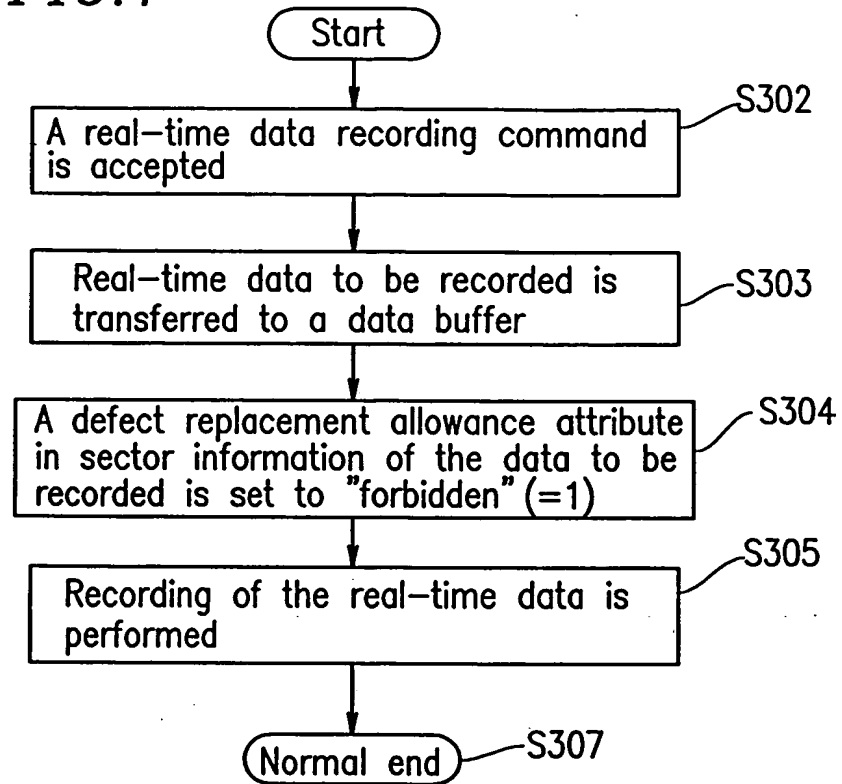 Start
S302
A real-time data recording command
is accepted
Real-time data to be recorded is
transferred to a data buffer
S303
A defect replacement allowance attribute
in sector information of the data to be
recorded is set to "forbidden" (=1)
S304
S305
Recording of the real-time data is
performed
Normal end
S307